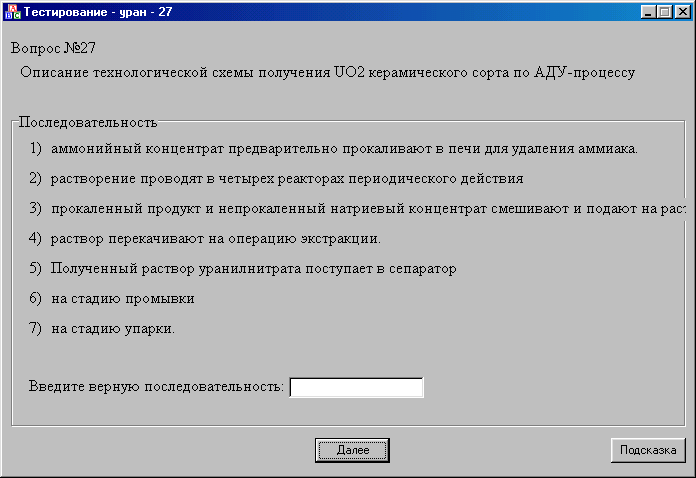 Тестирование - уран - 27
Вопрос №27
Описание технологической схемы получения UO2 керамического сорта по АДУ-процессу
Последовательность
1) аммонийный концентрат предварительно прокаливают в печи для удаления аммиака.
2) растворение проводят в четырех реакторах периодического действия
3) прокаленный продукт и непрокаленный натриевый концентрат смешивают и подают на раст
4) раствор перекачивают на операцию экстракции.
5) Полученный раствор уранилнитрата поступает в сепаратор
6) на стадию промывки
7) на стадию упарки.
Введите верную последовательность:
Далее
Подсказка